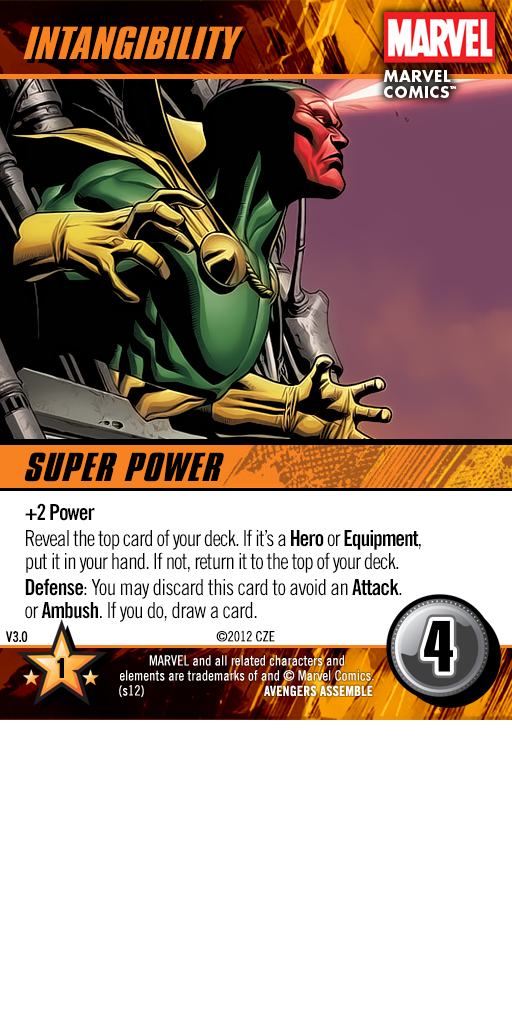 INTANGIBILITY
MARVEL
MARVEL
COMICS™
SUPER POWER
+2 Power
Reveal the top card of your deck. If it's a Hero or Equipment,
put it in your hand. If not, return it to the top of your deck.
Defense: You may discard this card to avoid an Attack.
or Ambush. If you do, draw a card.
V3.0
©2012 CZE
4
1
MARVEL and all related characters and
elements are trademarks of and © Marvel Comics.
(s12)
AVENGERS ASSEMBLE